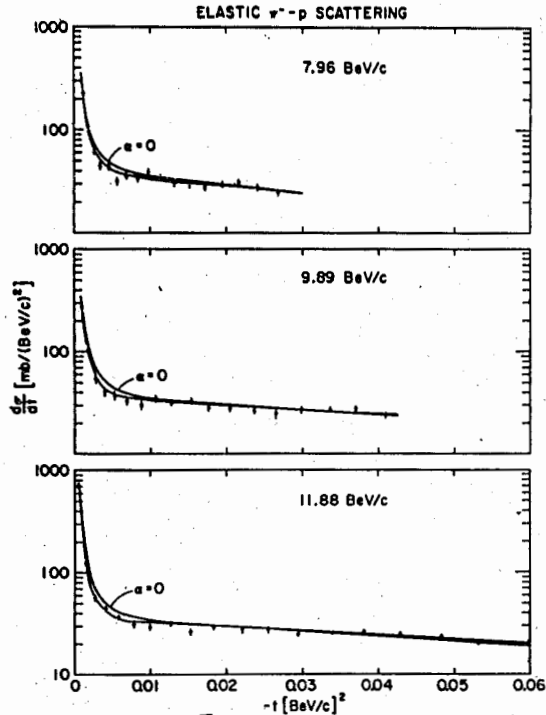 ELASTIC π⁻-p SCATTERING
1000
7.96 BeV/c
100
α=0
1000
9.89 BeV/c
100
α=0
dσ/dt [mb/(BeV/c)²]
1000
11.88 BeV/c
100
α=0
10
0 0.01 0.02 0.03 0.04 0.05 0.06
-t [BeV/c]²